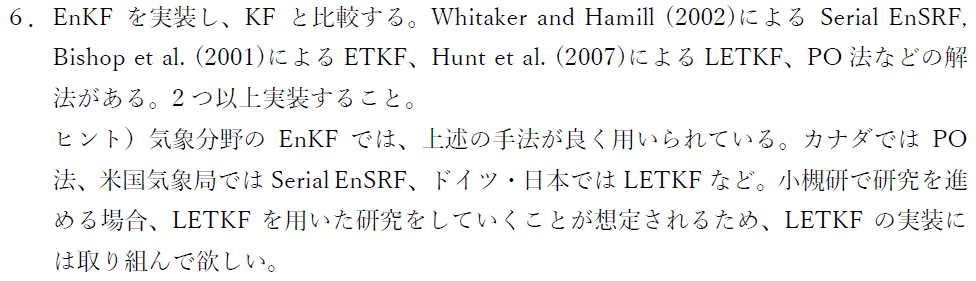 6. EnKF を実装し、KF と比較する。Whitaker and Hamill (2002)による Serial EnSRF,
Bishop et al. (2001)による ETKF、Hunt et al. (2007)による LETKF、PO 法などの解
法がある。2 つ以上実装すること。
ヒント）気象分野の EnKF では、上述の手法が良く用いられている。カナダでは PO
法、米国気象局では Serial EnSRF、ドイツ・日本では LETKF など。小槻研で研究を進
める場合、LETKF を用いた研究をしていくことが想定されるため、LETKF の実装に
は取り組んで欲しい。